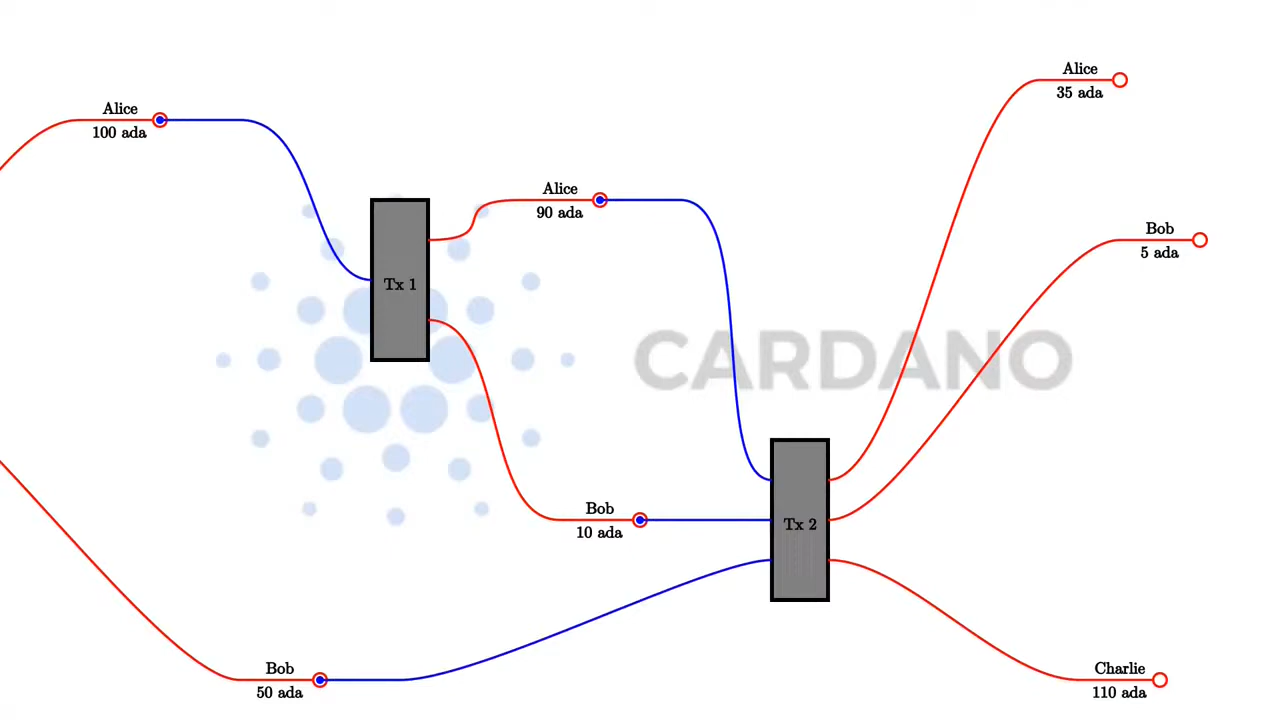 Alice
35 ada
Alice
100 ada
Alice
90 ada
Bob
5 ada
Tx 1
CARDANO
Bob
10 ada
Tx 2
Bob
50 ada
Charlie
110 ada